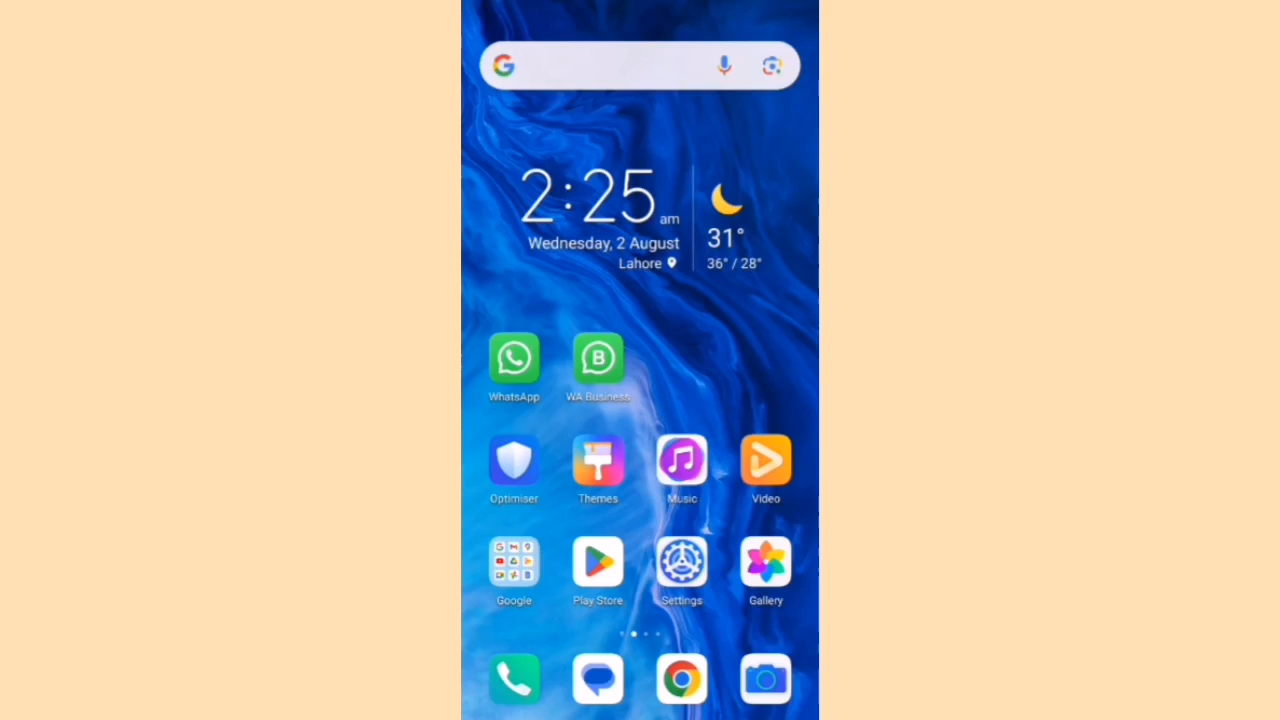 2:25 am
Wednesday, 2 August
Lahore
31°
36° / 28°
WhatsApp
WA Business
Optimiser
Themes
Music
Video
Google
Play Store
Settings
Gallery